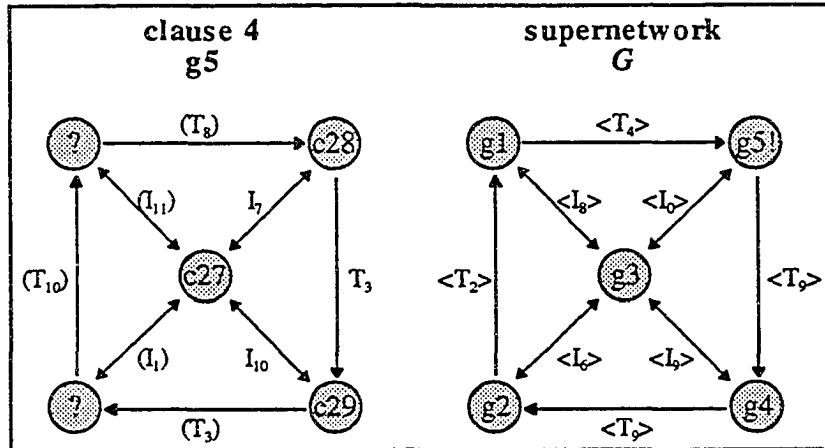 clause 4
g5
supernetwork
G
(T₈)
<T₄>
?
c28
g1
g5!
(I₁₁)
I₇
<I₈>
<I₀>
(T₁₀)
c27
T₃
<T₂>
g3
<T₉>
(I₁)
I₁₀
<I₆>
<I₉>
?
c29
g2
g4
(T₃)
<T₉>